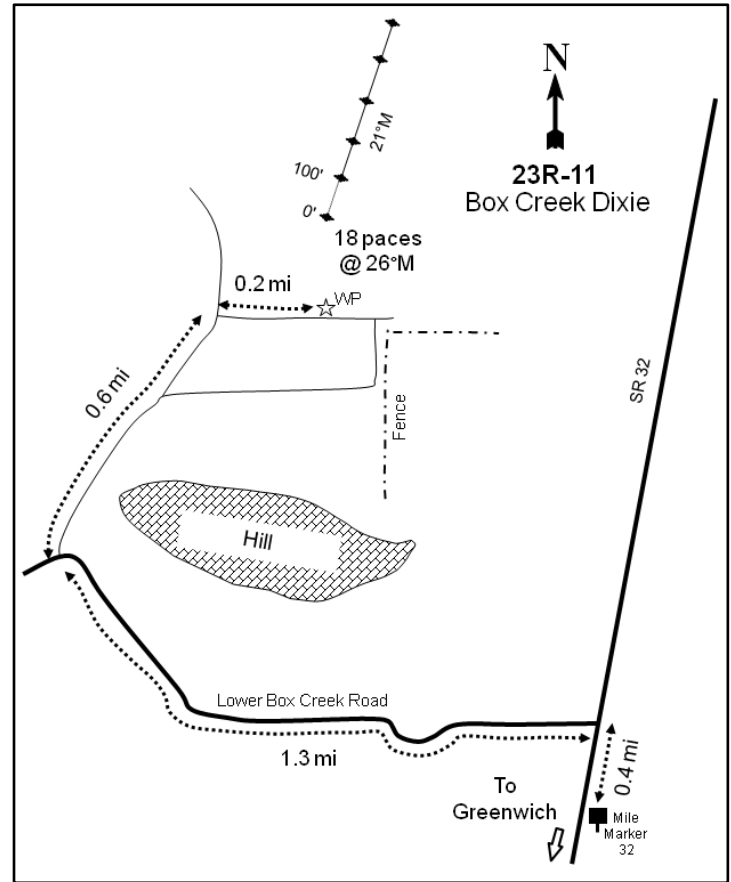 N
23R-11
Box Creek Dixie
21°M
100'
0'
18 paces
@ 26°M
0.2 mi
WP
0.6 mi
Fence
SR 32
Hill
Lower Box Creek Road
1.3 mi
0.4 mi
To
Greenwich
Mile
Marker
32